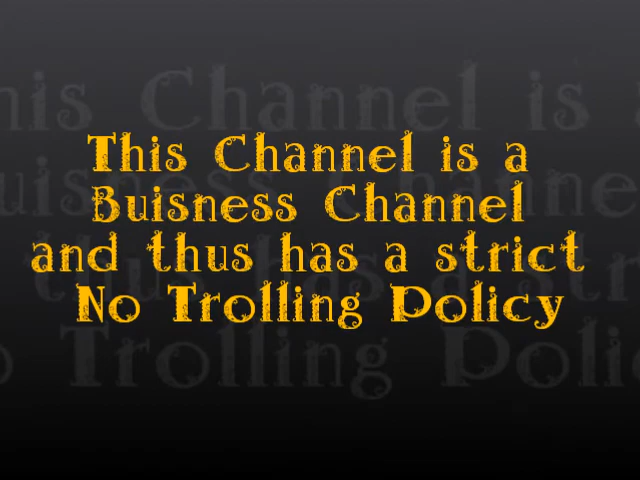 This Channel is a
Buisness Channel
and thus has a strict
No Trolling Policy